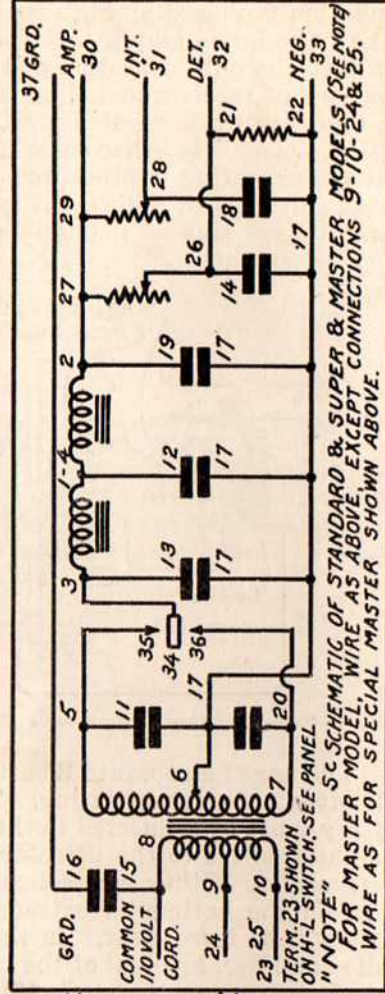 37 GRD.
GRD. 16
15
COMMON
110 VOLT
CORD.
8
24 9
23 25 10
TERM. 23 SHOWN
ON H-L SWITCH,-SEE PANEL
5
6
7
11
17
20
35
34
36
3
1-4
2
13
17
12
17
19
17
27
29
26
28
14
18
17
21
22
AMP.
30
INT.
31
DET.
32
NEG.
33
5C SCHEMATIC OF STANDARD & SUPER & MASTER MODELS (SEE NOTE)
"NOTE"
FOR MASTER MODEL, WIRE AS ABOVE, EXCEPT CONNECTIONS 9-10-24 & 25.
WIRE AS FOR SPECIAL MASTER SHOWN ABOVE.